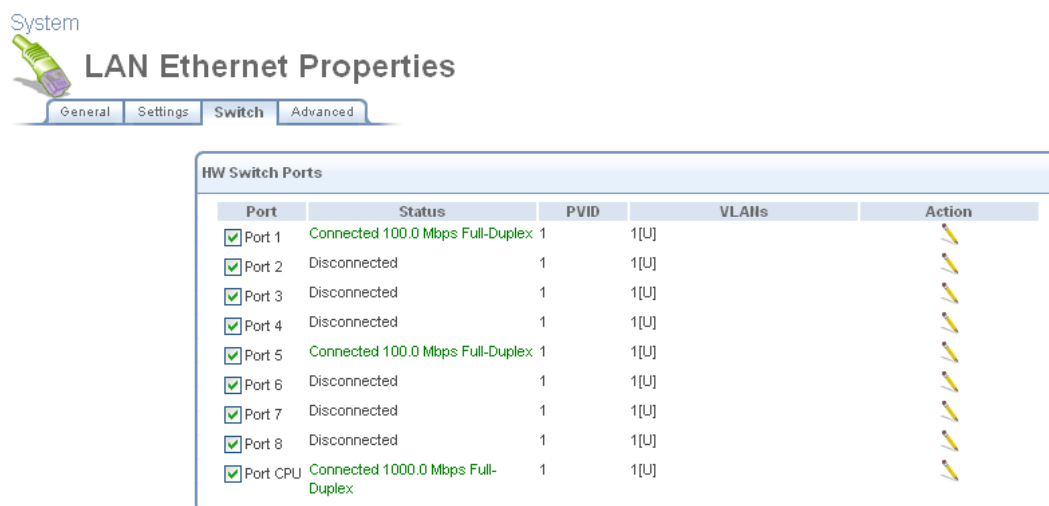 System
LAN Ethernet Properties
General Settings Switch Advanced
HW Switch Ports
Port Status PVID VLANs Action
Port 1 Connected 100.0 Mbps Full-Duplex 1 1[U]
Port 2 Disconnected 1 1[U]
Port 3 Disconnected 1 1[U]
Port 4 Disconnected 1 1[U]
Port 5 Connected 100.0 Mbps Full-Duplex 1 1[U]
Port 6 Disconnected 1 1[U]
Port 7 Disconnected 1 1[U]
Port 8 Disconnected 1 1[U]
Port CPU Connected 1000.0 Mbps Full- 1 1[U]
Duplex